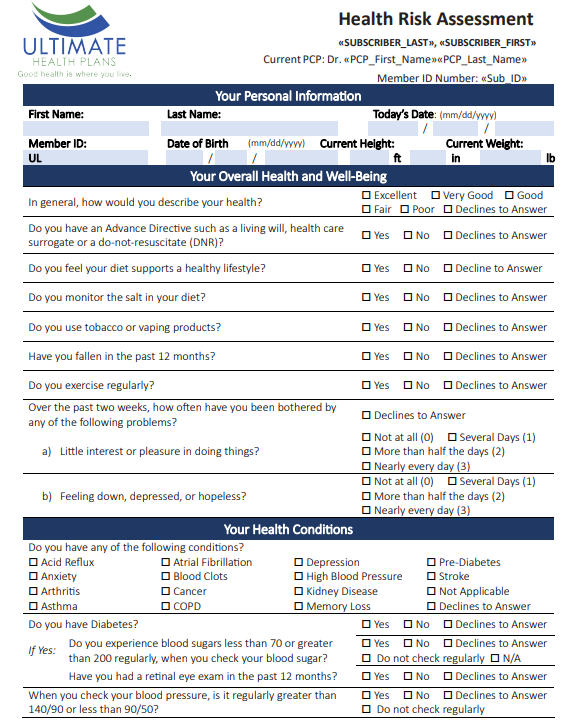 ULTIMATE
HEALTH PLANS
Good health is where you live.
Health Risk Assessment
«SUBSCRIBER_LAST», «SUBSCRIBER_FIRST»
Current PCP: Dr. «PCP_First_Name»«PCP_Last_Name»
Member ID Number: «Sub_ID»
Your Personal Information
First Name: Last Name: Today's Date: (mm/dd/yyyy)
/ /
Member ID: Date of Birth (mm/dd/yyyy) Current Height: Current Weight:
UL / / ft in lb
Your Overall Health and Well-Being
In general, how would you describe your health? ☐ Excellent ☐ Very Good ☐ Good
☐ Fair ☐ Poor ☐ Declines to Answer
Do you have an Advance Directive such as a living will, health care
surrogate or a do-not-resuscitate (DNR)? ☐ Yes ☐ No ☐ Declines to Answer
Do you feel your diet supports a healthy lifestyle? ☐ Yes ☐ No ☐ Decline to Answer
Do you monitor the salt in your diet? ☐ Yes ☐ No ☐ Declines to Answer
Do you use tobacco or vaping products? ☐ Yes ☐ No ☐ Declines to Answer
Have you fallen in the past 12 months? ☐ Yes ☐ No ☐ Declines to Answer
Do you exercise regularly? ☐ Yes ☐ No ☐ Declines to Answer
Over the past two weeks, how often have you been bothered by
any of the following problems? ☐ Declines to Answer
a) Little interest or pleasure in doing things? ☐ Not at all (0) ☐ Several Days (1)
☐ More than half the days (2)
☐ Nearly every day (3)
b) Feeling down, depressed, or hopeless? ☐ Not at all (0) ☐ Several Days (1)
☐ More than half the days (2)
☐ Nearly every day (3)
Your Health Conditions
Do you have any of the following conditions?
☐ Acid Reflux ☐ Atrial Fibrillation ☐ Depression ☐ Pre-Diabetes
☐ Anxiety ☐ Blood Clots ☐ High Blood Pressure ☐ Stroke
☐ Arthritis ☐ Cancer ☐ Kidney Disease ☐ Not Applicable
☐ Asthma ☐ COPD ☐ Memory Loss ☐ Declines to Answer
Do you have Diabetes? ☐ Yes ☐ No ☐ Declines to Answer
If Yes: Do you experience blood sugars less than 70 or greater ☐ Yes ☐ No ☐ Declines to Answer
than 200 regularly, when you check your blood sugar? ☐ Do not check regularly ☐ N/A
Have you had a retinal eye exam in the past 12 months? ☐ Yes ☐ No ☐ Declines to Answer
When you check your blood pressure, is it regularly greater than ☐ Yes ☐ No ☐ Declines to Answer
140/90 or less than 90/50? ☐ Do not check regularly